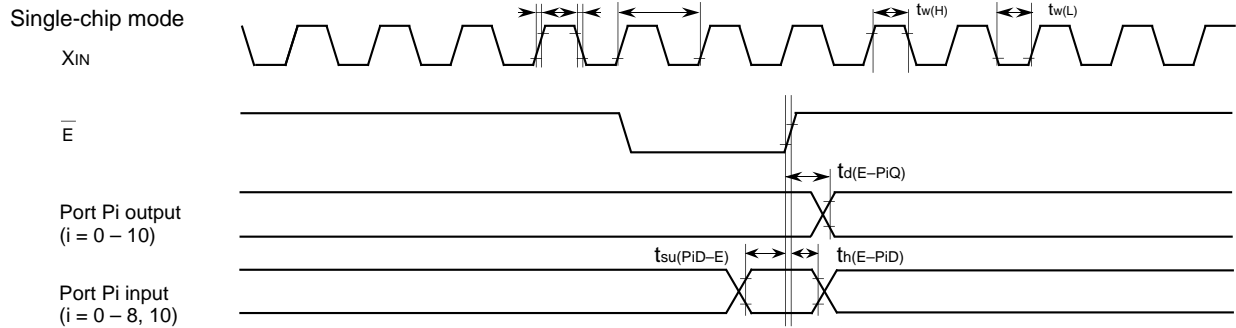 Single-chip mode
tw(H)
tw(L)
XIN
E
td(E–PiQ)
Port Pi output
(i = 0 – 10)
tsu(PiD–E)
th(E–PiD)
Port Pi input
(i = 0 – 8, 10)